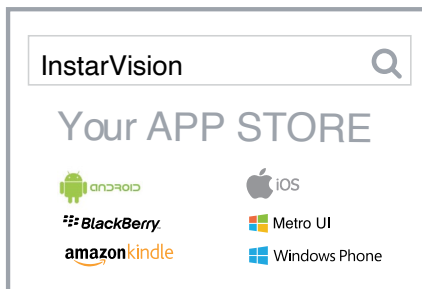 InstarVision
Your APP STORE
android
iOS
BlackBerry.
Metro UI
amazonkindle
Windows Phone